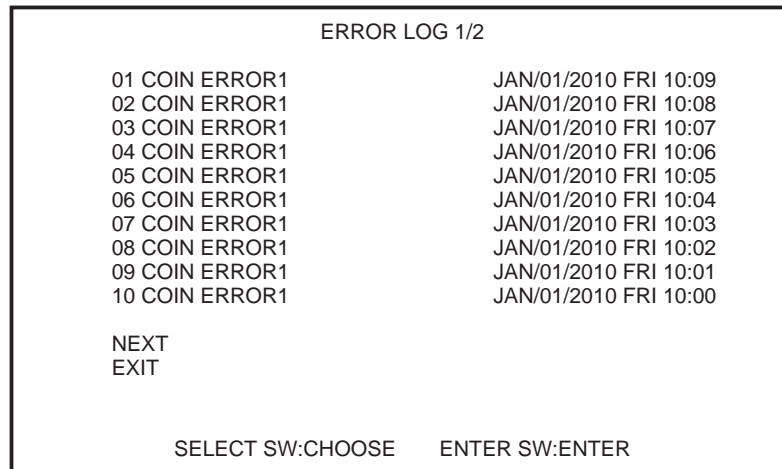 ERROR LOG 1/2
01 COIN ERROR1 JAN/01/2010 FRI 10:09
02 COIN ERROR1 JAN/01/2010 FRI 10:08
03 COIN ERROR1 JAN/01/2010 FRI 10:07
04 COIN ERROR1 JAN/01/2010 FRI 10:06
05 COIN ERROR1 JAN/01/2010 FRI 10:05
06 COIN ERROR1 JAN/01/2010 FRI 10:04
07 COIN ERROR1 JAN/01/2010 FRI 10:03
08 COIN ERROR1 JAN/01/2010 FRI 10:02
09 COIN ERROR1 JAN/01/2010 FRI 10:01
10 COIN ERROR1 JAN/01/2010 FRI 10:00
NEXT
EXIT
SELECT SW:CHOOSE ENTER SW:ENTER